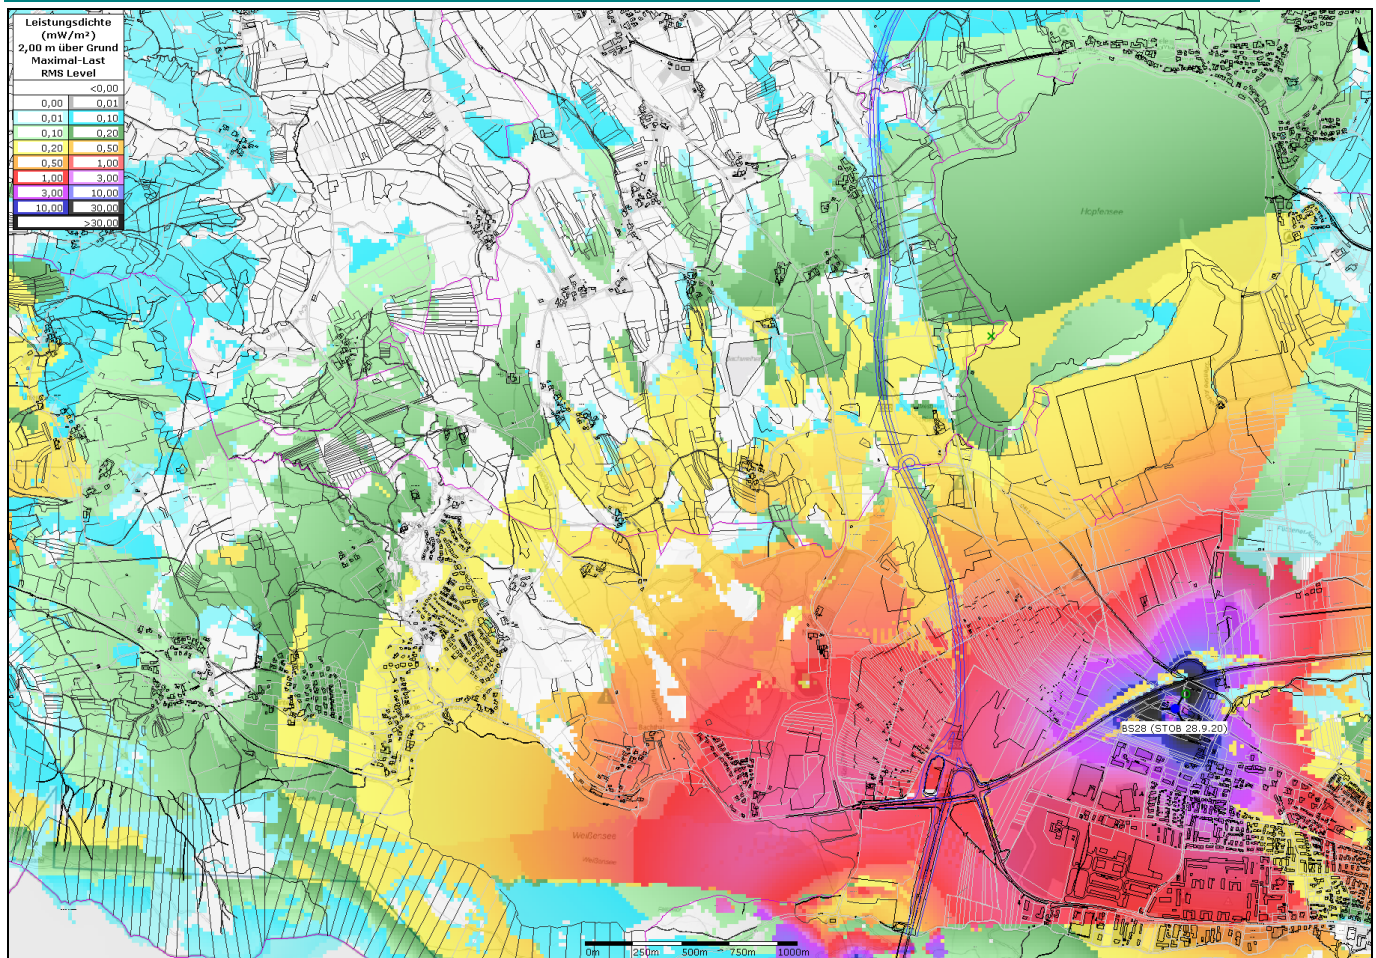 Leistungsdichte
(mW/m²)
2,00 m über Grund
Maximal-Last
RMS Level
<0,00
0,00 0,01
0,01 0,10
0,10 0,20
0,20 0,50
0,50 1,00
1,00 3,00
3,00 10,00
10,00 30,00
>30,00
N
Hopfensee
BS28 (STOB 28.9.20)
Weißensee
0m 250m 500m 750m 1000m